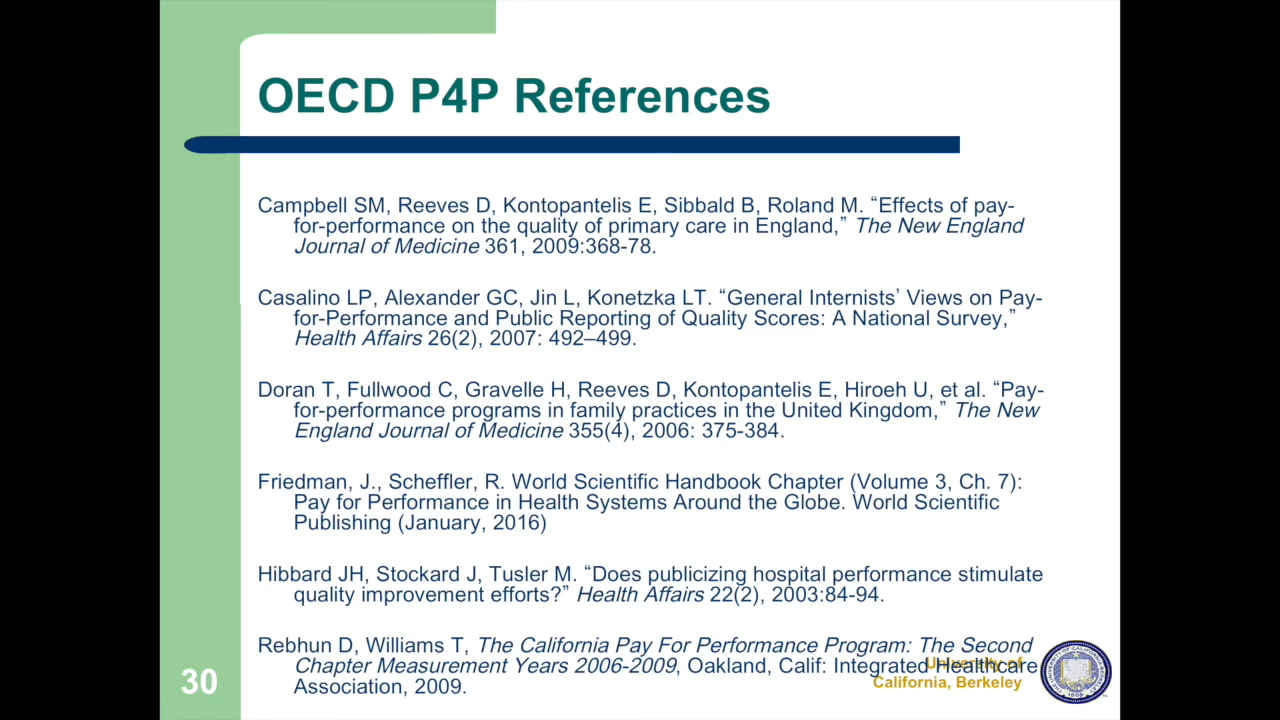 OECD P4P References
Campbell SM, Reeves D, Kontopantelis E, Sibbald B, Roland M. “Effects of pay-
for-performance on the quality of primary care in England,” The New England
Journal of Medicine 361, 2009:368-78.
Casalino LP, Alexander GC, Jin L, Konetzka LT. “General Internists’ Views on Pay-
for-Performance and Public Reporting of Quality Scores: A National Survey,”
Health Affairs 26(2), 2007: 492–499.
Doran T, Fullwood C, Gravelle H, Reeves D, Kontopantelis E, Hiroeh U, et al. “Pay-
for-performance programs in family practices in the United Kingdom,” The New
England Journal of Medicine 355(4), 2006: 375-384.
Friedman, J., Scheffler, R. World Scientific Handbook Chapter (Volume 3, Ch. 7):
Pay for Performance in Health Systems Around the Globe. World Scientific
Publishing (January, 2016)
Hibbard JH, Stockard J, Tusler M. “Does publicizing hospital performance stimulate
quality improvement efforts?” Health Affairs 22(2), 2003:84-94.
Rebhun D, Williams T, The California Pay For Performance Program: The Second
Chapter Measurement Years 2006-2009, Oakland, Calif: Integrated Healthcare
Association, 2009.
University of
California, Berkeley
30